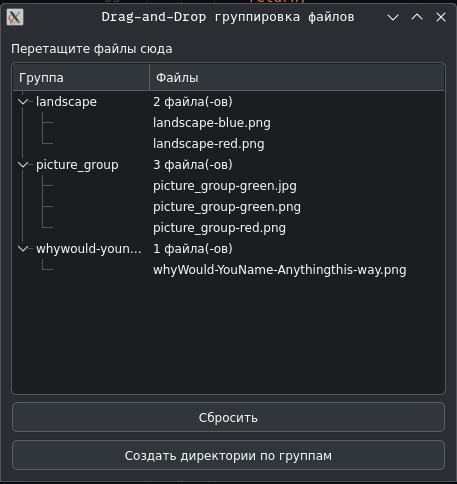 Drag-and-Drop группировка файлов
Перетащите файлы сюда
Группа Файлы
landscape 2 файла(-ов)
landscape-blue.png
landscape-red.png
picture_group 3 файла(-ов)
picture_group-green.jpg
picture_group-green.png
picture_group-red.png
whywould-youn... 1 файла(-ов)
whyWould-YouName-Anythingthis-way.png
Сбросить
Создать директории по группам